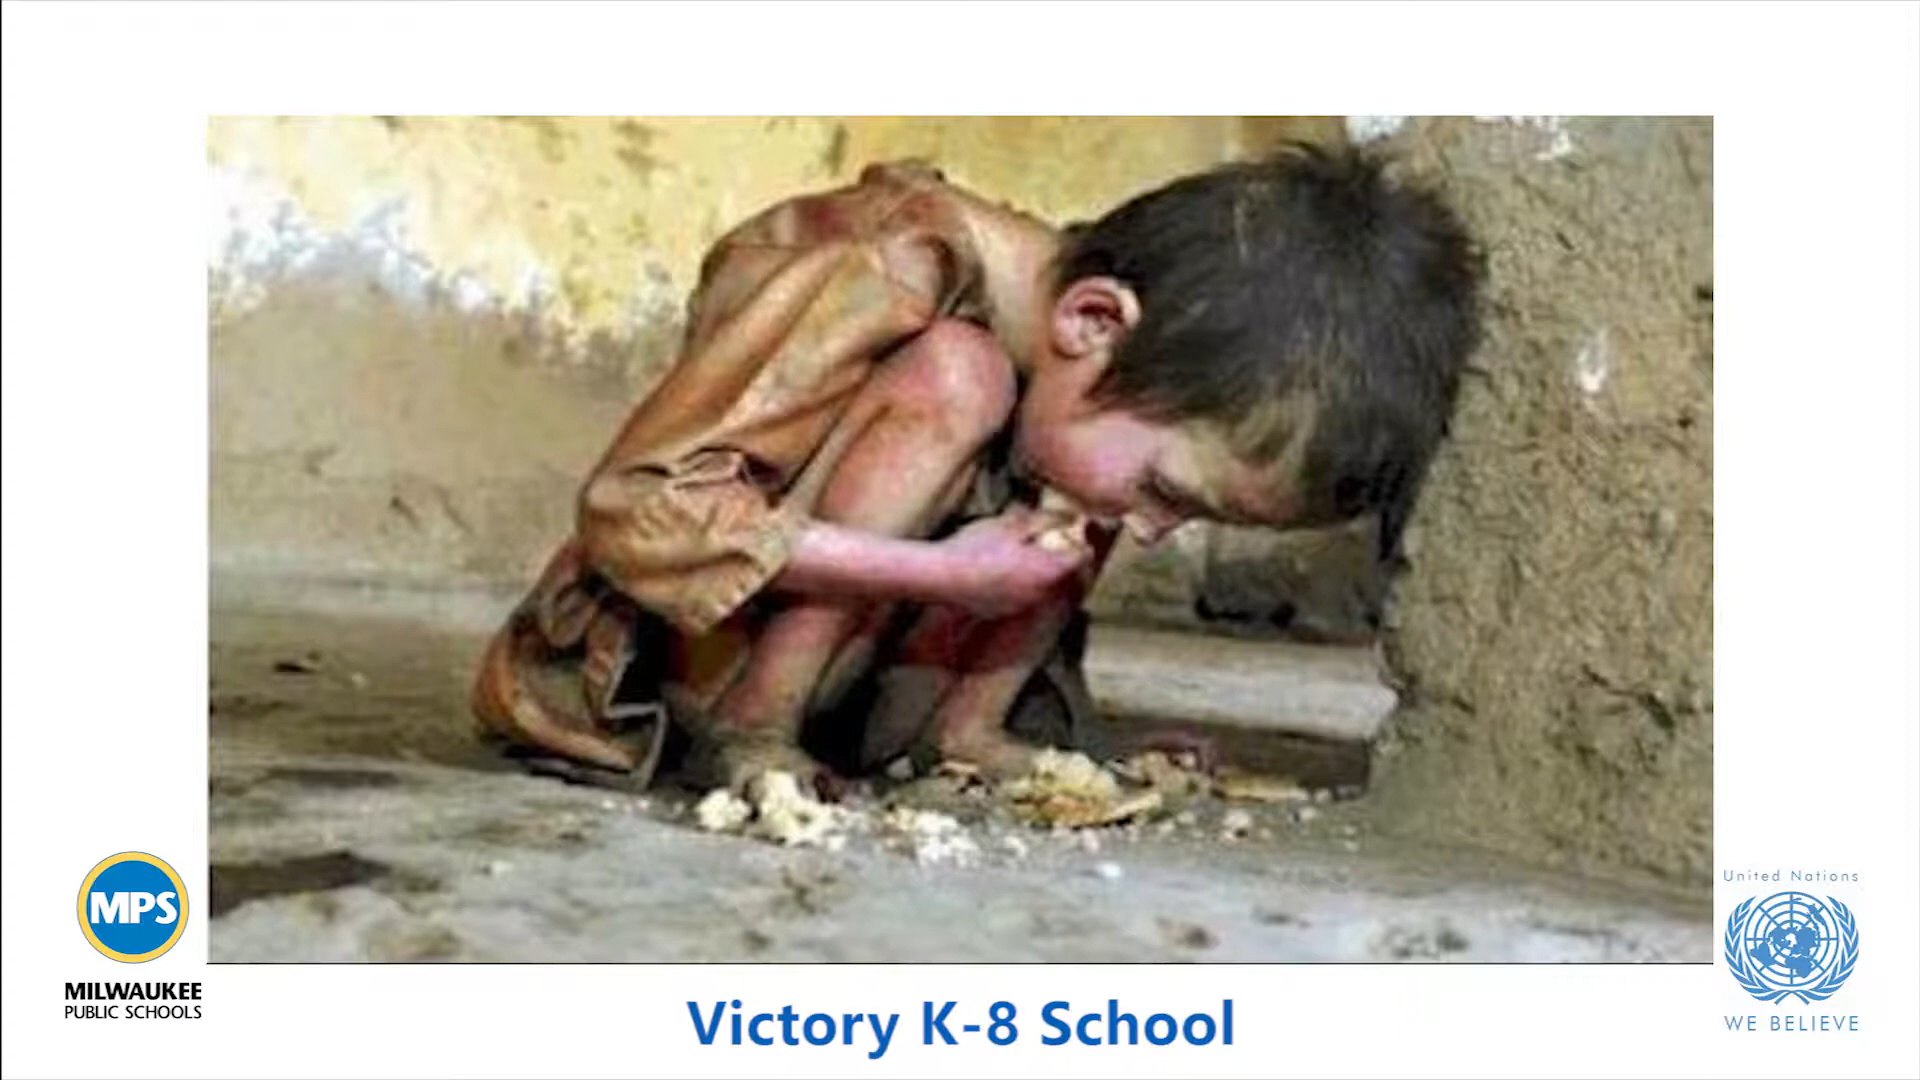 MPS
MILWAUKEE
PUBLIC SCHOOLS
Victory K-8 School
United Nations
WE BELIEVE